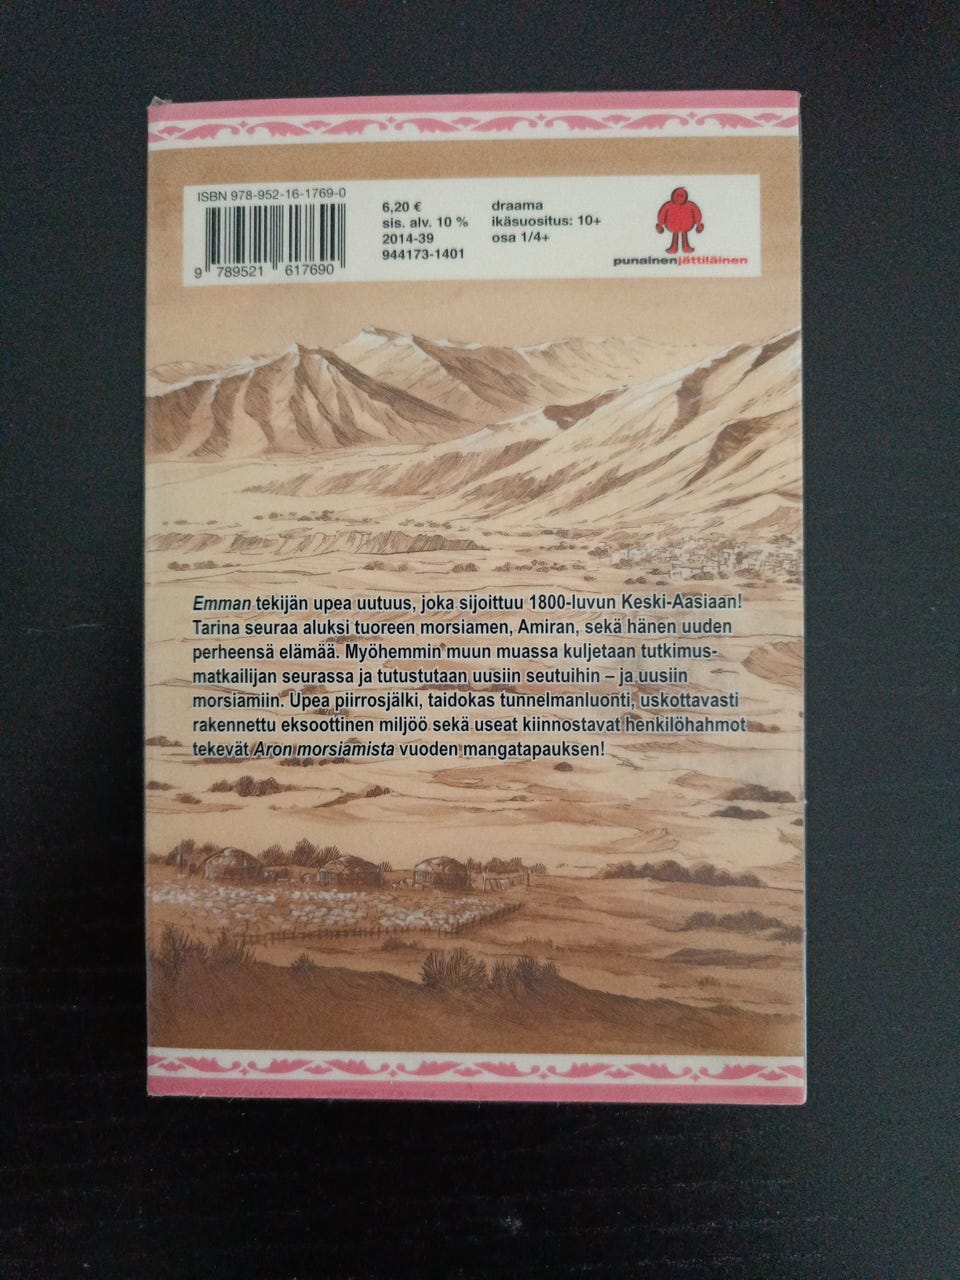 ISBN 978-952-16-1769-0
9 789521 617690
6,20 €
sis. alv. 10 %
2014-39
944173-1401
draama
ikäsuositus: 10+
osa 1/4+
punainenjättiläinen
Emman tekijän upea uutuus, joka sijoittuu 1800-luvun Keski-Aasiaan!
Tarina seuraa aluksi tuoreen morsiamen, Amiran, sekä hänen uuden
perheensä elämää. Myöhemmin muun muassa kuljetaan tutkimus-
matkailijan seurassa ja tutustutaan uusiin seutuihin – ja uusiin
morsiamiin. Upea piirrosjälki, taidokas tunnelmanluonti, uskottavasti
rakennettu eksoottinen miljöö sekä useat kiinnostavat henkilöhahmot
tekevät Aron morsiamista vuoden mangatapauksen!